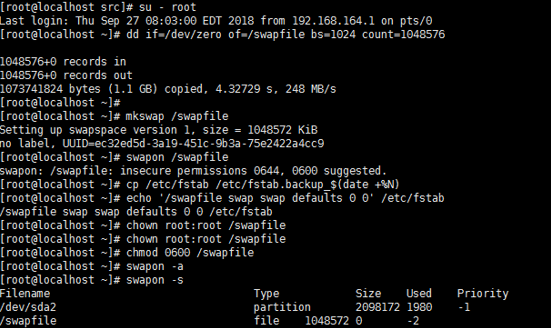 [root@localhost src]# su - root
Last login: Thu Sep 27 08:03:00 EDT 2018 from 192.168.164.1 on pts/0
[root@localhost ~]# dd if=/dev/zero of=/swapfile bs=1024 count=1048576
1048576+0 records in
1048576+0 records out
1073741824 bytes (1.1 GB) copied, 4.32729 s, 248 MB/s
[root@localhost ~]#
[root@localhost ~]# mkswap /swapfile
Setting up swapspace version 1, size = 1048572 KiB
no label, UUID=ec32ed5d-3a19-451c-9b3a-75e2422a4cc9
[root@localhost ~]# swapon /swapfile
swapon: /swapfile: insecure permissions 0644, 0600 suggested.
[root@localhost ~]# cp /etc/fstab /etc/fstab.backup_$(date +%N)
[root@localhost ~]# echo '/swapfile swap swap defaults 0 0' /etc/fstab
/swapfile swap swap defaults 0 0 /etc/fstab
[root@localhost ~]# chown root:root /swapfile
[root@localhost ~]# chown root:root /swapfile
[root@localhost ~]# chmod 0600 /swapfile
[root@localhost ~]# swapon -a
[root@localhost ~]# swapon -s
Filename Type Size Used Priority
/dev/sda2 partition 2098172 1980 -1
/swapfile file 1048572 0 -2